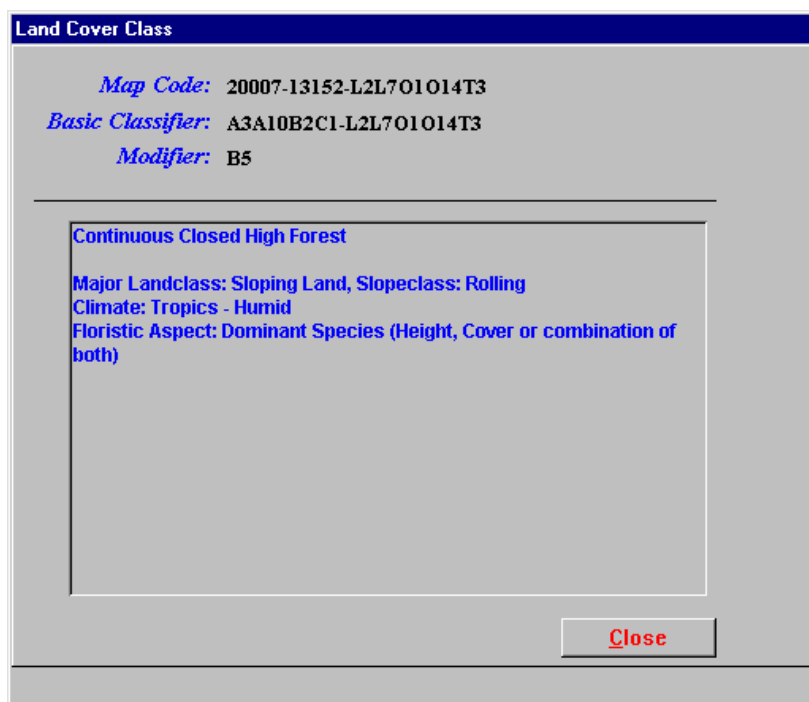 Land Cover Class
Map Code: 20007-13152-L2L7O1O14T3
Basic Classifier: A3A10B2C1-L2L7O1O14T3
Modifier: B5
Continuous Closed High Forest
Major Landclass: Sloping Land, Slopeclass: Rolling
Climate: Tropics - Humid
Floristic Aspect: Dominant Species (Height, Cover or combination of
both)
Close